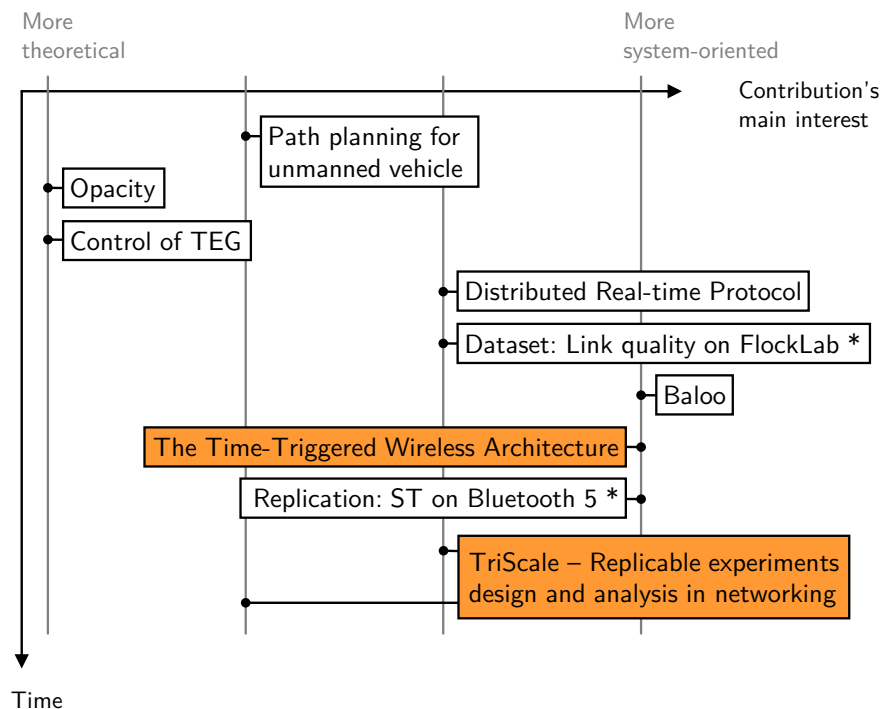 More
theoretical
More
system-oriented
Contribution's
main interest
Path planning for
unmanned vehicle
Opacity
Control of TEG
Distributed Real-time Protocol
Dataset: Link quality on FlockLab *
Baloo
The Time-Triggered Wireless Architecture
Replication: ST on Bluetooth 5 *
TriScale – Replicable experiments
design and analysis in networking
Time